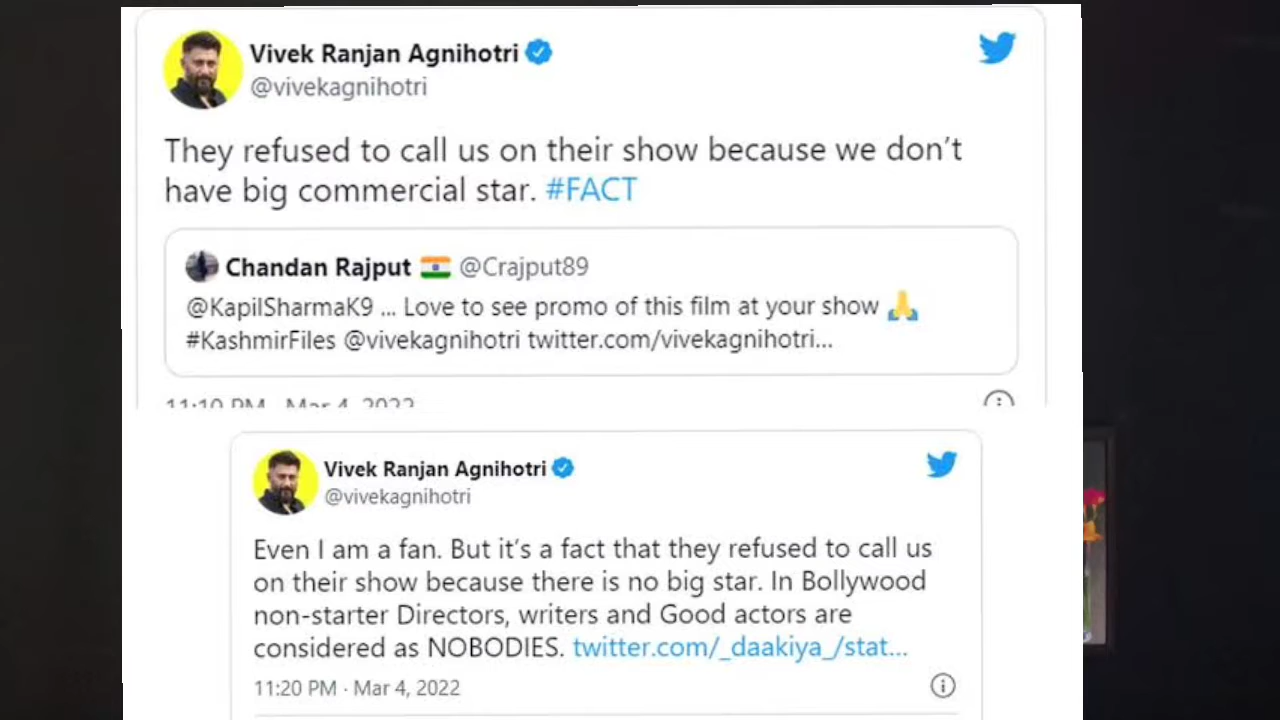 Vivek Ranjan Agnihotri
@vivekagnihotri
They refused to call us on their show because we don’t
have big commercial star. #FACT
Chandan Rajput 🇮🇳 @Crajput89
@KapilSharmaK9 ... Love to see promo of this film at your show 🙏
#KashmirFiles @vivekagnihotri twitter.com/vivekagnihotri...
11:10 PM · Mar 4, 2022
Vivek Ranjan Agnihotri
@vivekagnihotri
Even I am a fan. But it’s a fact that they refused to call us
on their show because there is no big star. In Bollywood
non-starter Directors, writers and Good actors are
considered as NOBODIES. twitter.com/_daakiya_/stat...
11:20 PM · Mar 4, 2022